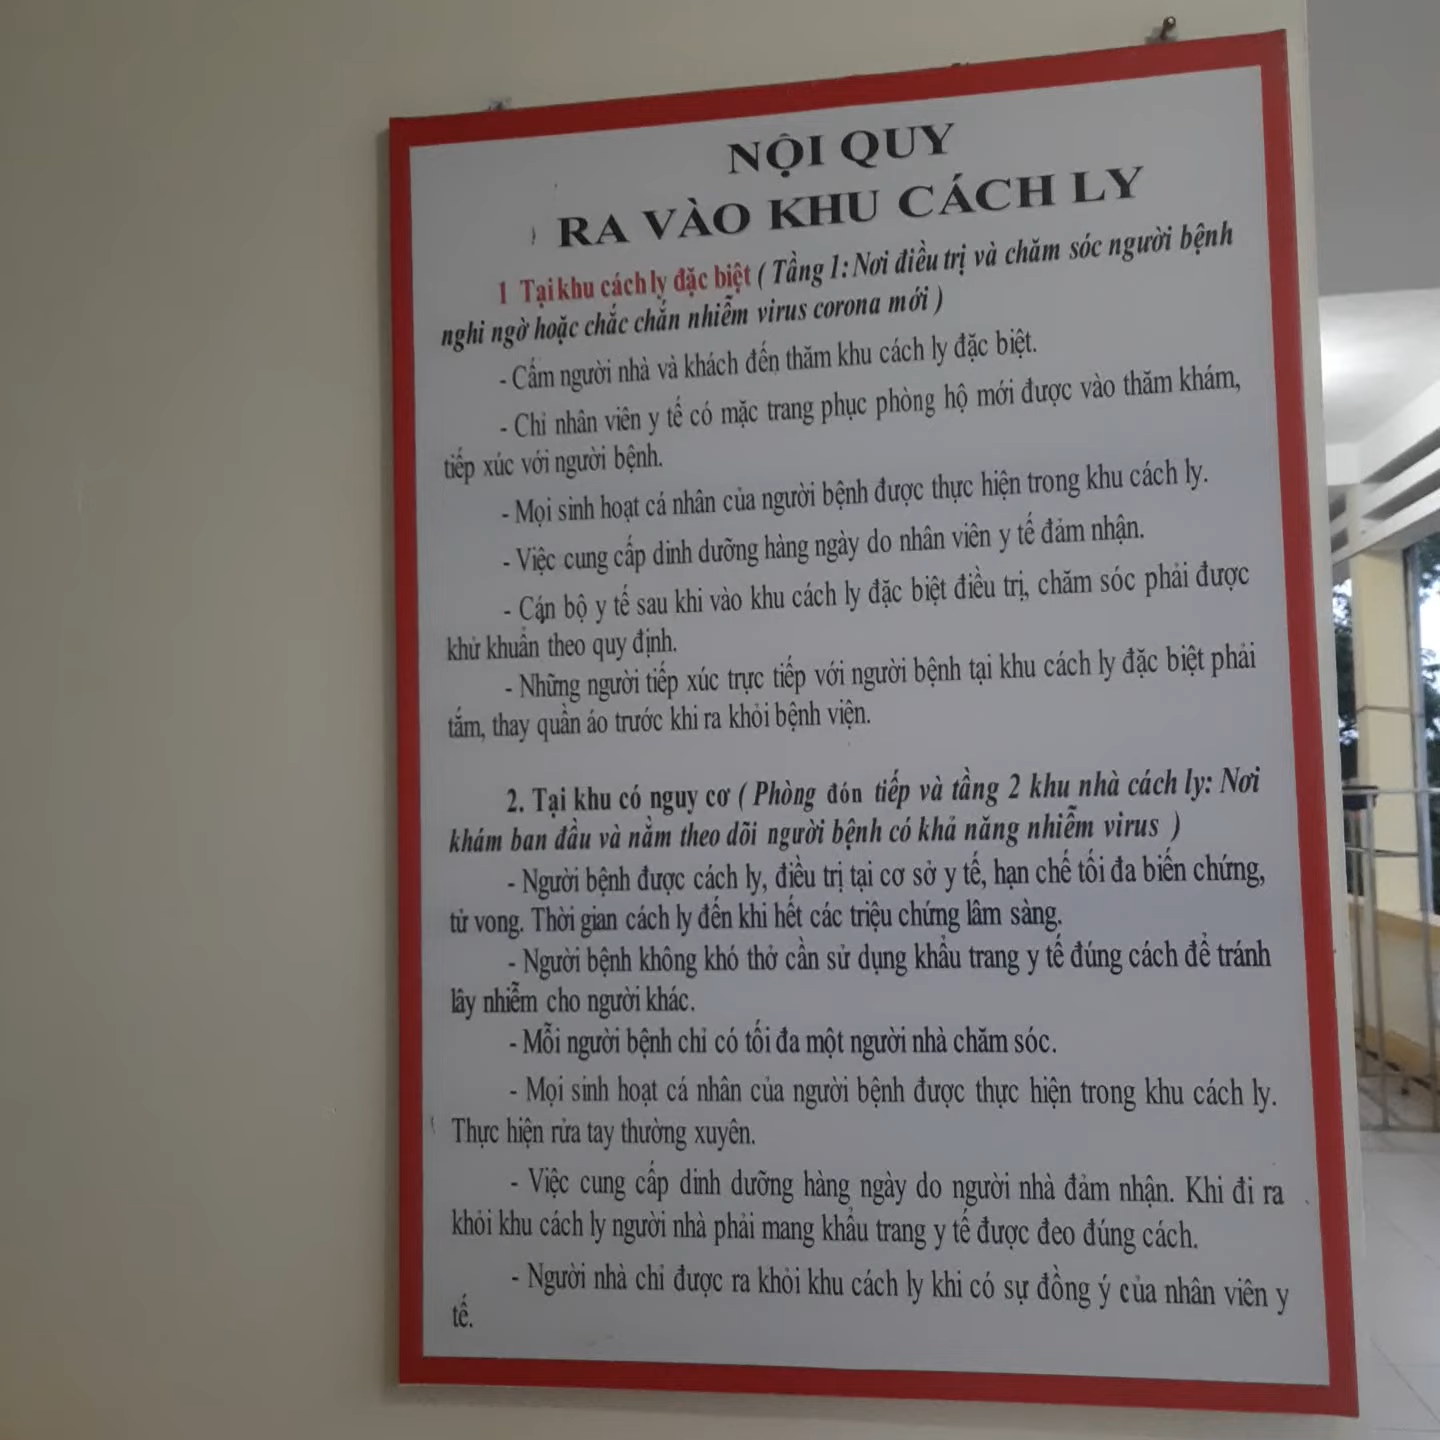 NỘI QUY
RA VÀO KHU CÁCH LY
1 Tại khu cách ly đặc biệt ( Tầng 1: Nơi điều trị và chăm sóc người bệnh
nghi ngờ hoặc chắc chắn nhiễm virus corona mới )
- Cấm người nhà và khách đến thăm khu cách ly đặc biệt.
- Chỉ nhân viên y tế có mặc trang phục phòng hộ mới được vào thăm khám,
tiếp xúc với người bệnh.
- Mọi sinh hoạt cá nhân của người bệnh được thực hiện trong khu cách ly.
- Việc cung cấp dinh dưỡng hàng ngày do nhân viên y tế đảm nhận.
- Cán bộ y tế sau khi vào khu cách ly đặc biệt điều trị, chăm sóc phải được
khử khuẩn theo quy định.
- Những người tiếp xúc trực tiếp với người bệnh tại khu cách ly đặc biệt phải
tắm, thay quần áo trước khi ra khỏi bệnh viện.
2. Tại khu có nguy cơ ( Phòng đón tiếp và tầng 2 khu nhà cách ly: Nơi
khám ban đầu và nằm theo dõi người bệnh có khả năng nhiễm virus )
- Người bệnh được cách ly, điều trị tại cơ sở y tế, hạn chế tối đa biến chứng,
tử vong. Thời gian cách ly đến khi hết các triệu chứng lâm sàng.
- Người bệnh không khó thở cần sử dụng khẩu trang y tế đúng cách để tránh
lây nhiễm cho người khác.
- Mỗi người bệnh chỉ có tối đa một người nhà chăm sóc.
- Mọi sinh hoạt cá nhân của người bệnh được thực hiện trong khu cách ly.
Thực hiện rửa tay thường xuyên.
- Việc cung cấp dinh dưỡng hàng ngày do người nhà đảm nhận. Khi đi ra
khỏi khu cách ly người nhà phải mang khẩu trang y tế được đeo đúng cách.
- Người nhà chỉ được ra khỏi khu cách ly khi có sự đồng ý của nhân viên y
tế.